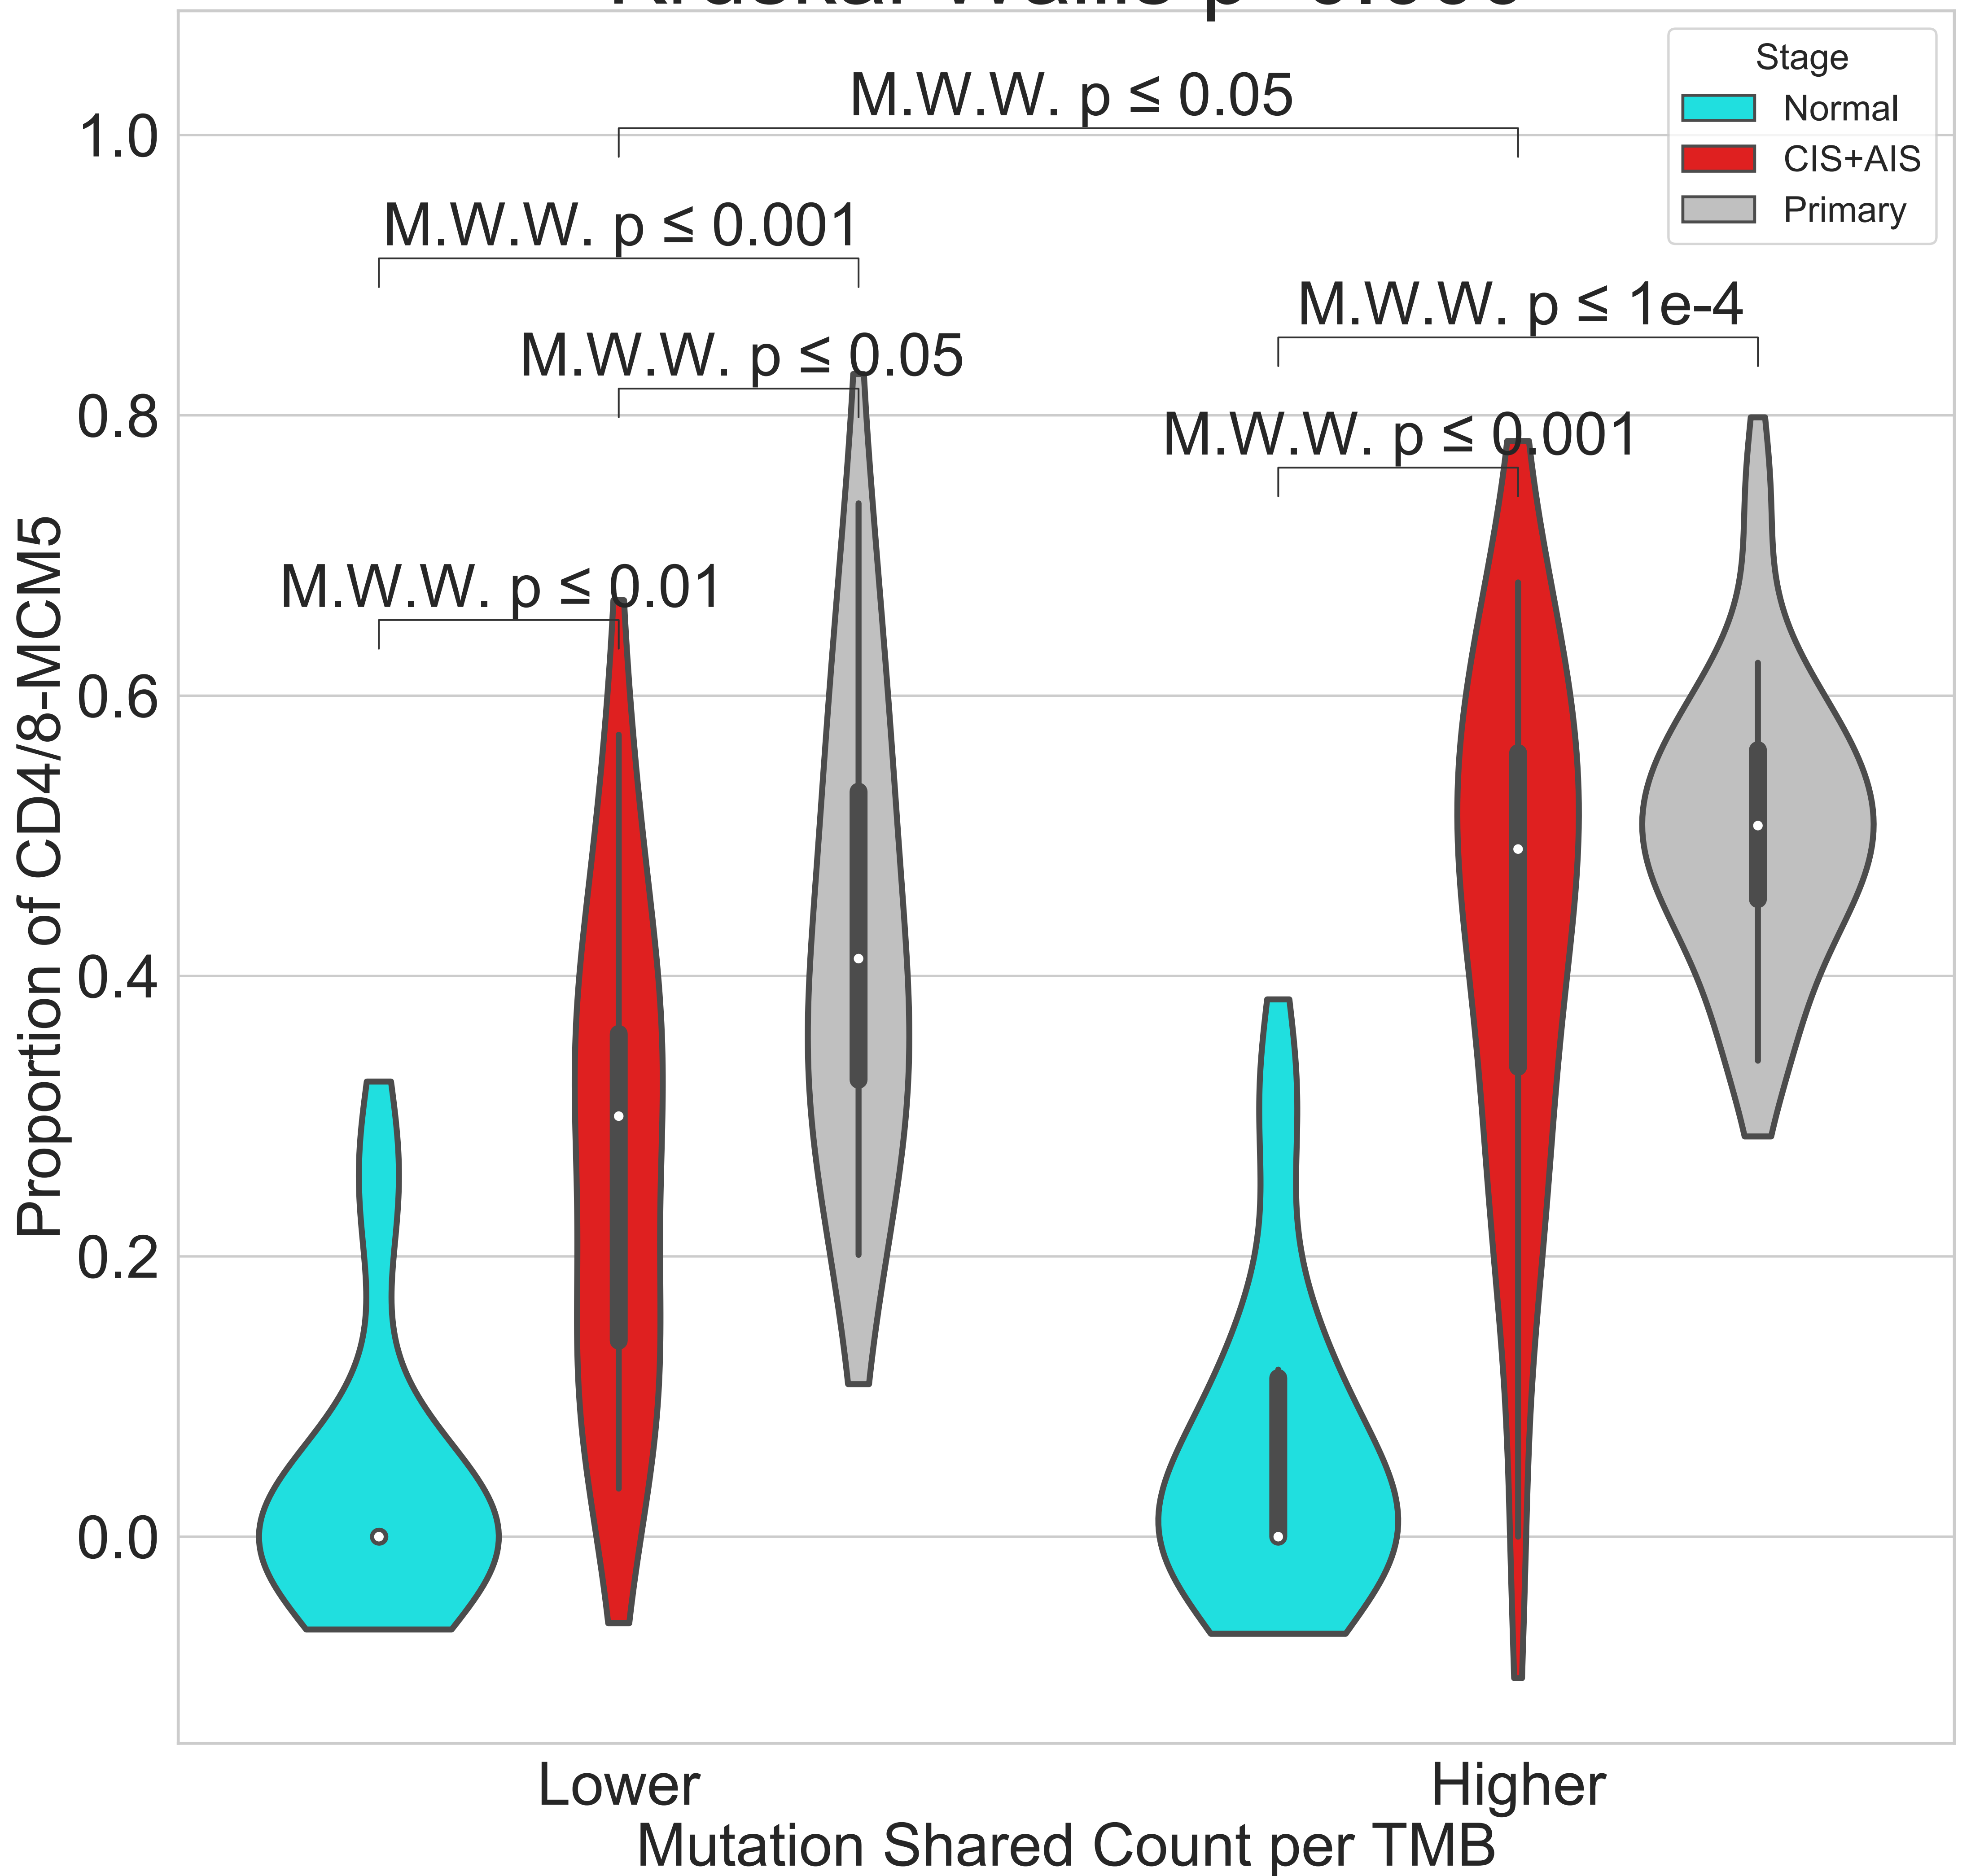 Stage
Normal
CIS+AIS
Primary
M.W.W. p ≤ 0.05
M.W.W. p ≤ 0.001
M.W.W. p ≤ 1e-4
M.W.W. p ≤ 0.05
M.W.W. p ≤ 0.001
M.W.W. p ≤ 0.01
Proportion of CD4/8-MCM5
1.0
0.8
0.6
0.4
0.2
0.0
Lower
Higher
Mutation Shared Count per TMB